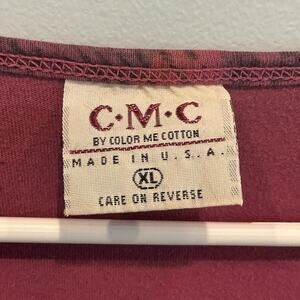 C·M·C
BY COLOR ME COTTON
MADE IN U.S.A.
XL
CARE ON REVERSE